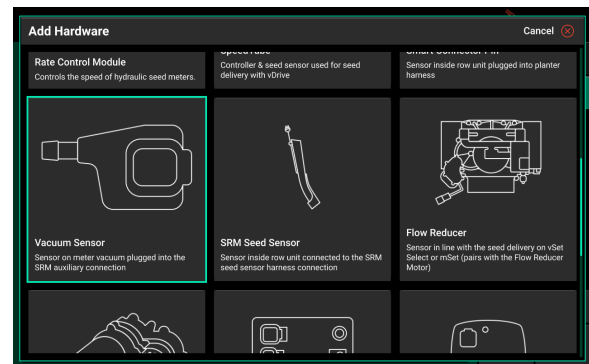 Add Hardware
Cancel
Rate Control Module
Controls the speed of hydraulic seed meters.
SpeedTube
Controller & seed sensor used for seed
delivery with vDrive
Smart Connector Pin
Sensor inside row unit plugged into planter
harness
Vacuum Sensor
Sensor on meter vacuum plugged into the
SRM auxiliary connection
SRM Seed Sensor
Sensor inside row unit connected to the SRM
seed sensor harness connection
Flow Reducer
Sensor in line with the seed delivery on vSet
Select or mSet (pairs with the Flow Reducer
Motor)